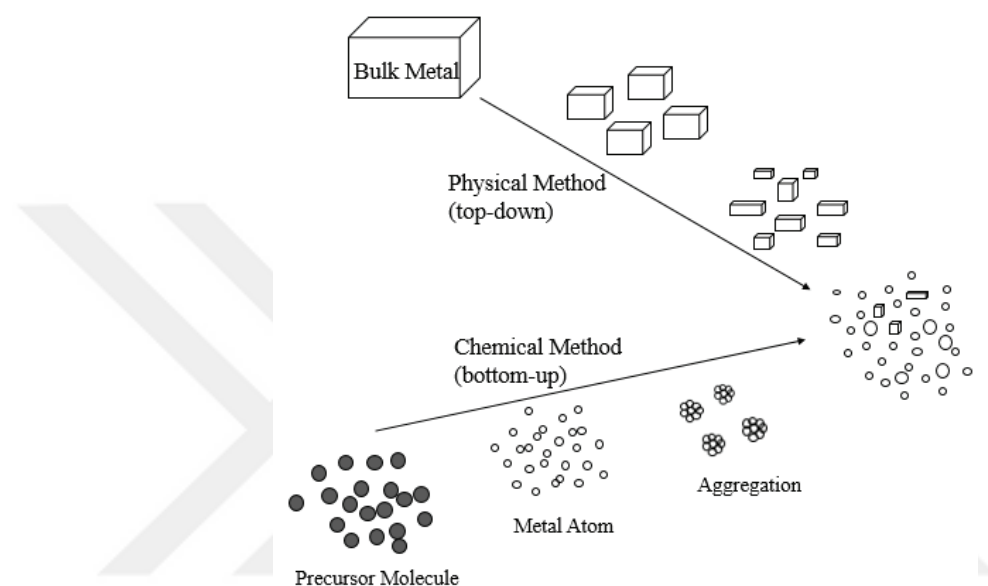 Bulk Metal
Physical Method
(top-down)
Chemical Method
(bottom-up)
Aggregation
Metal Atom
Precursor Molecule